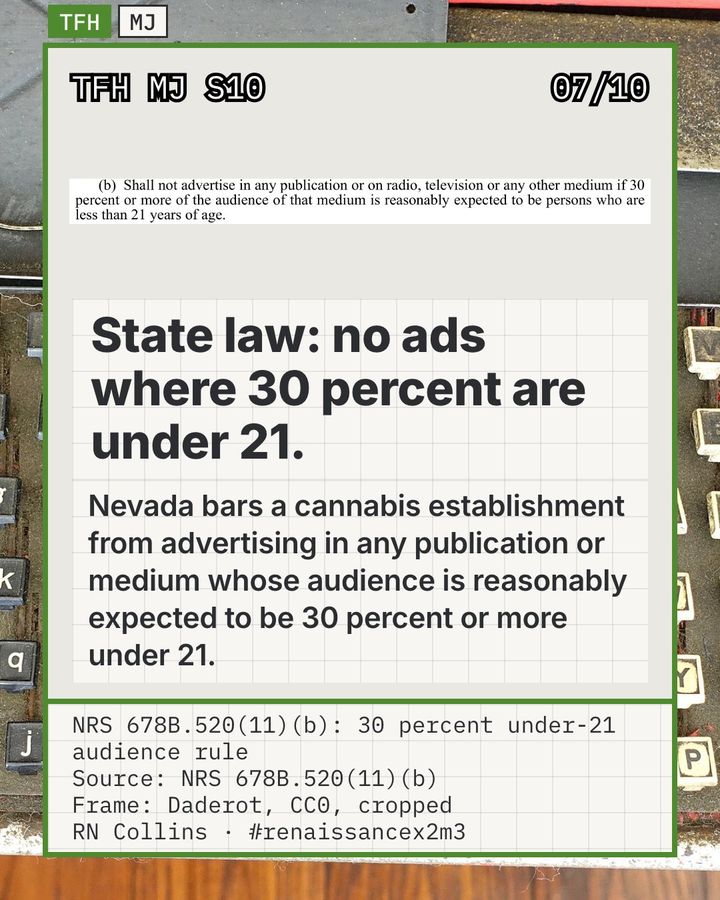 TFH MJ
TFH MJ S10 07/10
(b) Shall not advertise in any publication or on radio, television or any other medium if 30
percent or more of the audience of that medium is reasonably expected to be persons who are
less than 21 years of age.
State law: no ads
where 30 percent are
under 21.
Nevada bars a cannabis establishment
from advertising in any publication or
medium whose audience is reasonably
expected to be 30 percent or more
under 21.
NRS 678B.520(11)(b): 30 percent under-21
audience rule
Source: NRS 678B.520(11)(b)
Frame: Daderot, CC0, cropped
RN Collins · #renaissancex2m3
k
q
j
Y
P